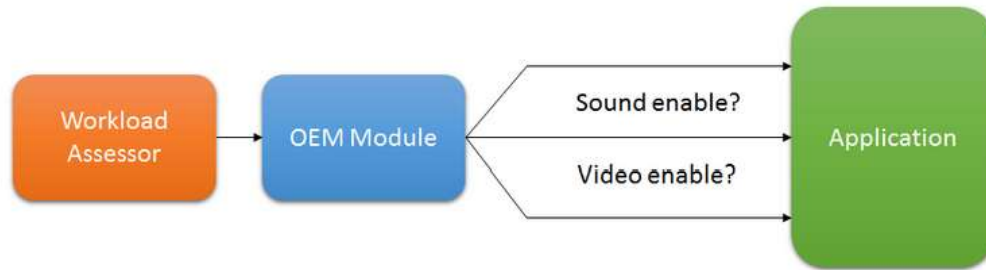 Workload
Assessor
OEM Module
Sound enable?
Video enable?
Application